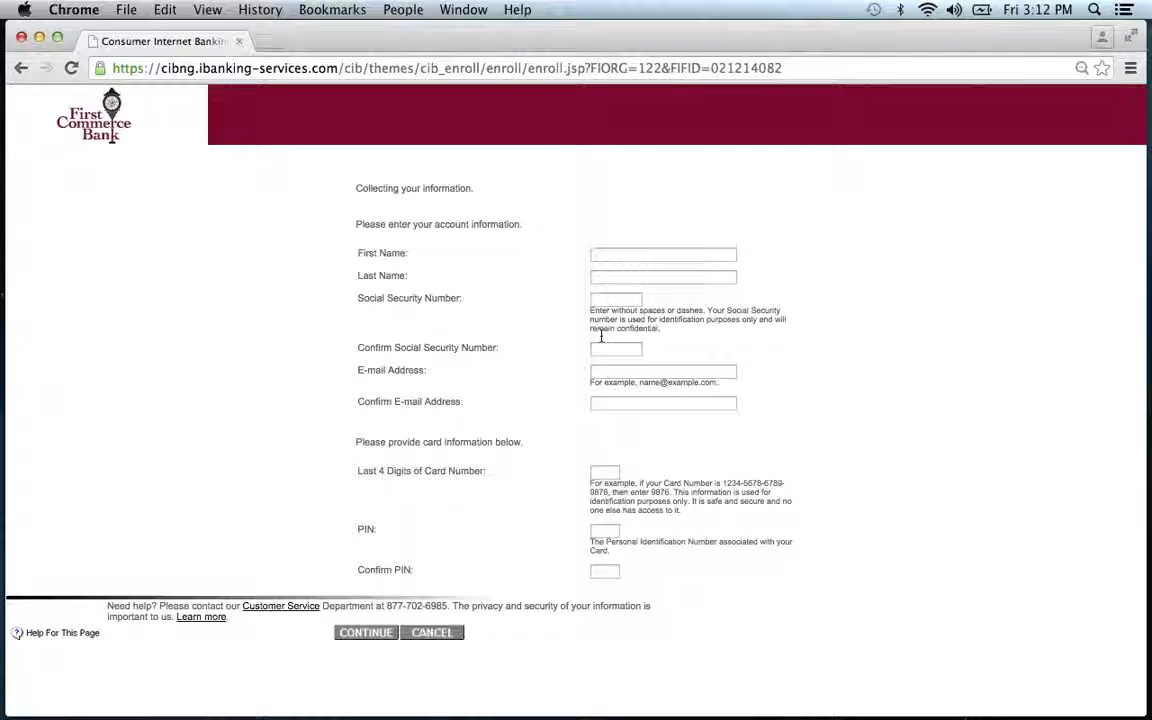 Chrome File Edit View History Bookmarks People Window Help Fri 3:12 PM
Consumer Internet Bankin
https://cibng.ibanking-services.com/cib/themes/cib_enroll/enroll/enroll.jsp?FIORG=122&FIFID=021214082
First
Commerce
Bank
Collecting your information.
Please enter your account information.
First Name:
Last Name:
Social Security Number:
Enter without spaces or dashes. Your Social Security
number is used for identification purposes only and will
remain confidential.
Confirm Social Security Number:
E-mail Address:
For example, name@example.com.
Confirm E-mail Address:
Please provide card information below.
Last 4 Digits of Card Number:
For example, if your Card Number is 1234-5678-6789-
9876, then enter 9876. This information is used for
identification purposes only. It is safe and secure and no
one else has access to it.
PIN:
The Personal Identification Number associated with your
Card.
Confirm PIN:
Need help? Please contact our Customer Service Department at 877-702-6985. The privacy and security of your information is
important to us. Learn more.
Help For This Page
CONTINUE CANCEL